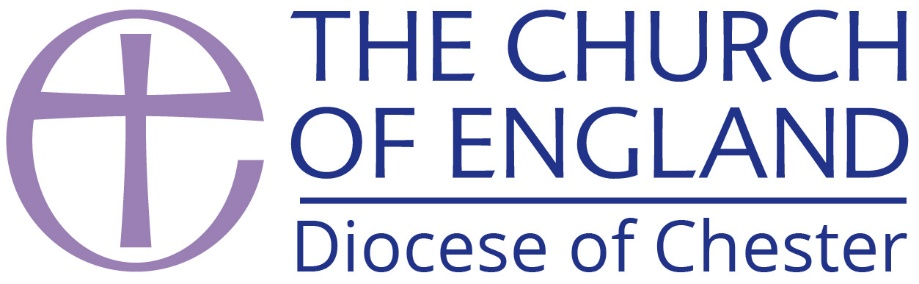 THE CHURCH
OF ENGLAND
Diocese of Chester